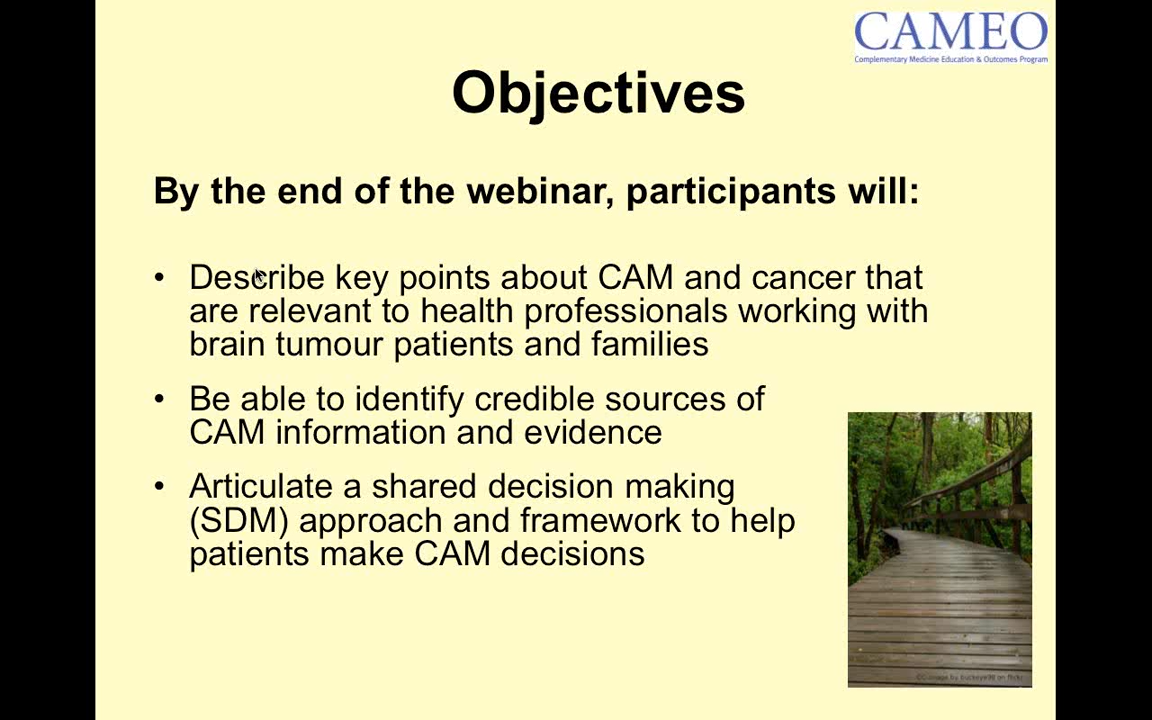 CAMEO
Complementary Medicine Education & Outcomes Program
Objectives
By the end of the webinar, participants will:
• Describe key points about CAM and cancer that
are relevant to health professionals working with
brain tumour patients and families
• Be able to identify credible sources of
CAM information and evidence
• Articulate a shared decision making
(SDM) approach and framework to help
patients make CAM decisions